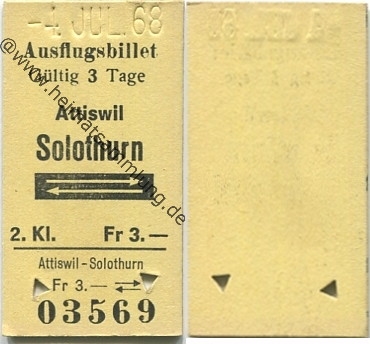 -4. JUL. 68
Ausflugsbillet
Gültig 3 Tage
Attiswil
Solothurn
2. Kl. Fr 3.—
Attiswil - Solothurn
Fr 3.—
03569
@www.heimatsammlung.de